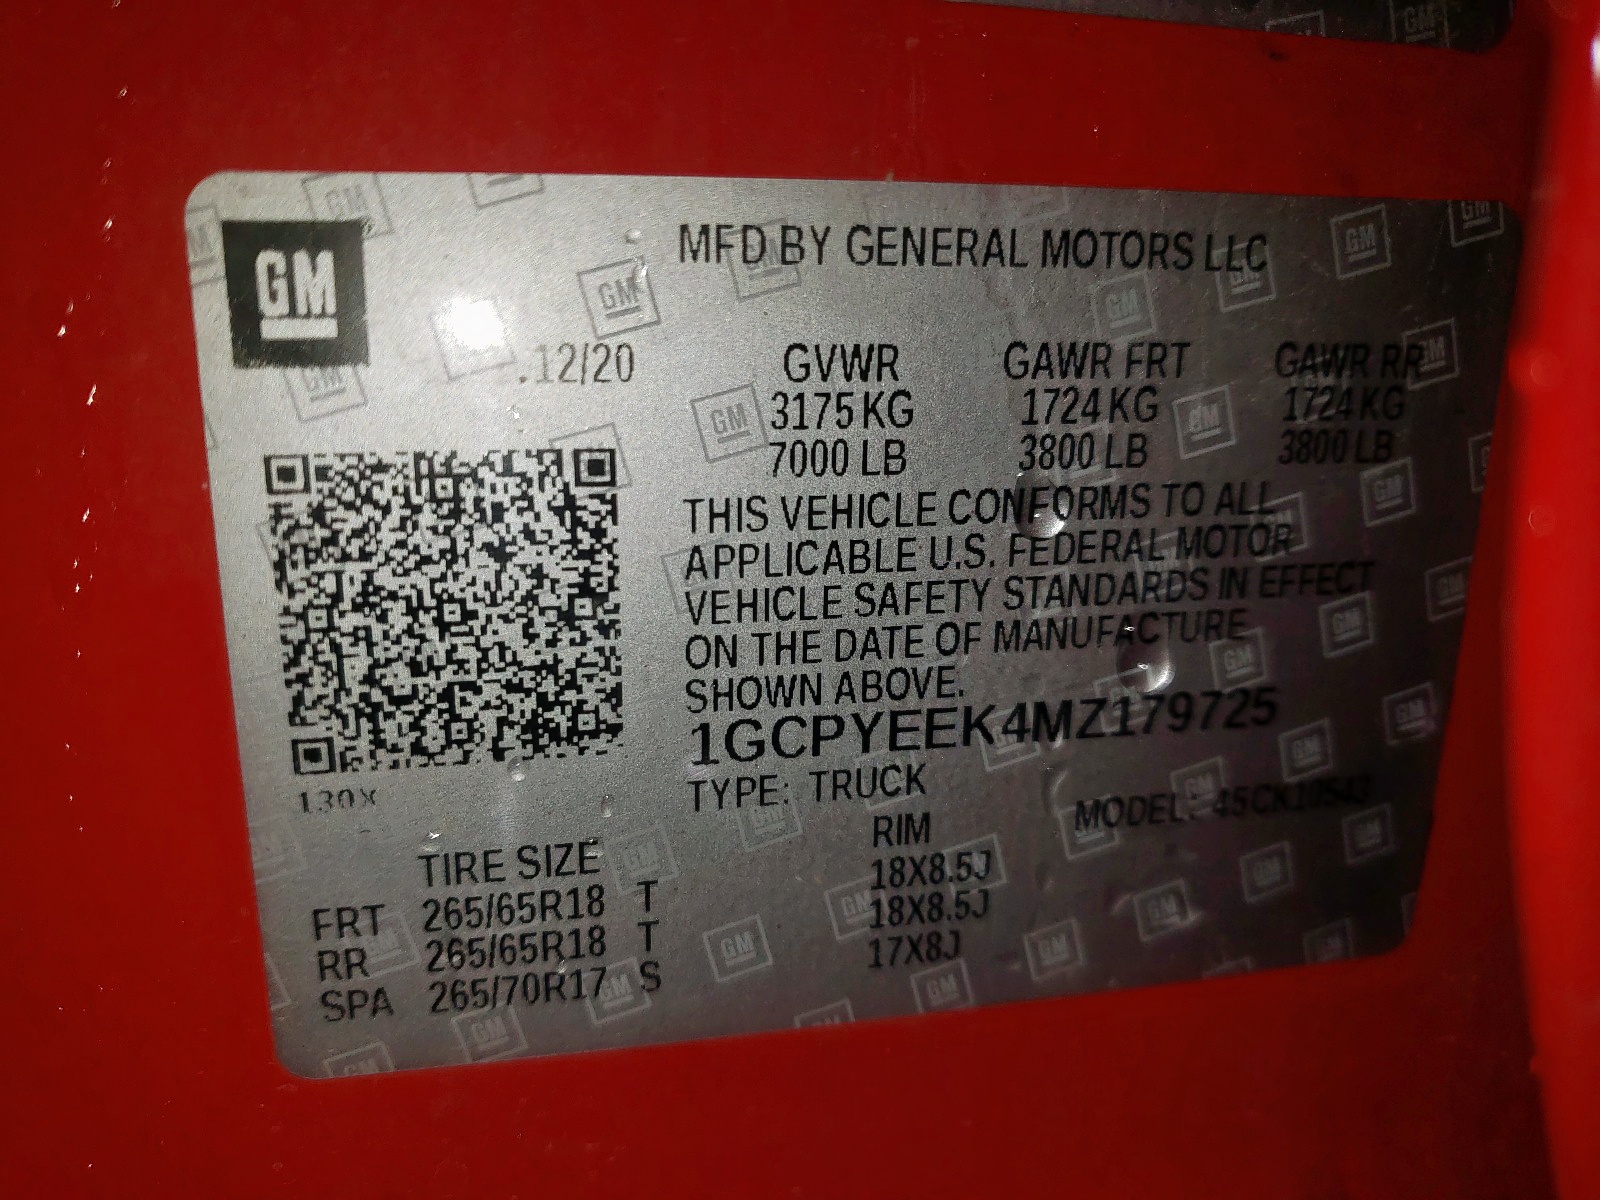 GM
MFD BY GENERAL MOTORS LLC
.12/20
GVWR GAWR FRT GAWR RR
3175 KG 1724 KG 1724 KG
7000 LB 3800 LB 3800 LB
THIS VEHICLE CONFORMS TO ALL
APPLICABLE U.S. FEDERAL MOTOR
VEHICLE SAFETY STANDARDS IN EFFECT
ON THE DATE OF MANUFACTURE
SHOWN ABOVE.
1GCPYEEK4MZ179725
130X
TYPE: TRUCK MODEL: 45CK10543
TIRE SIZE RIM
FRT 265/65R18 T 18X8.5J
RR 265/65R18 T 18X8.5J
SPA 265/70R17 S 17X8J